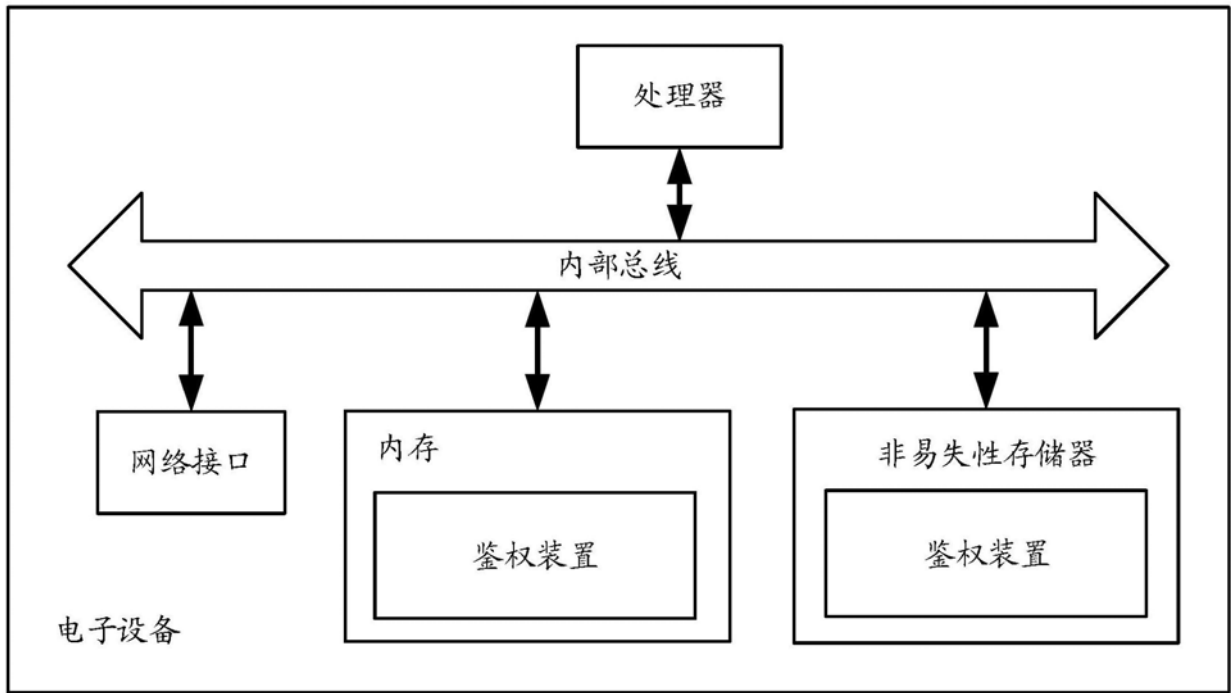 处理器
内部总线
网络接口
内存
鉴权装置
非易失性存储器
鉴权装置
电子设备